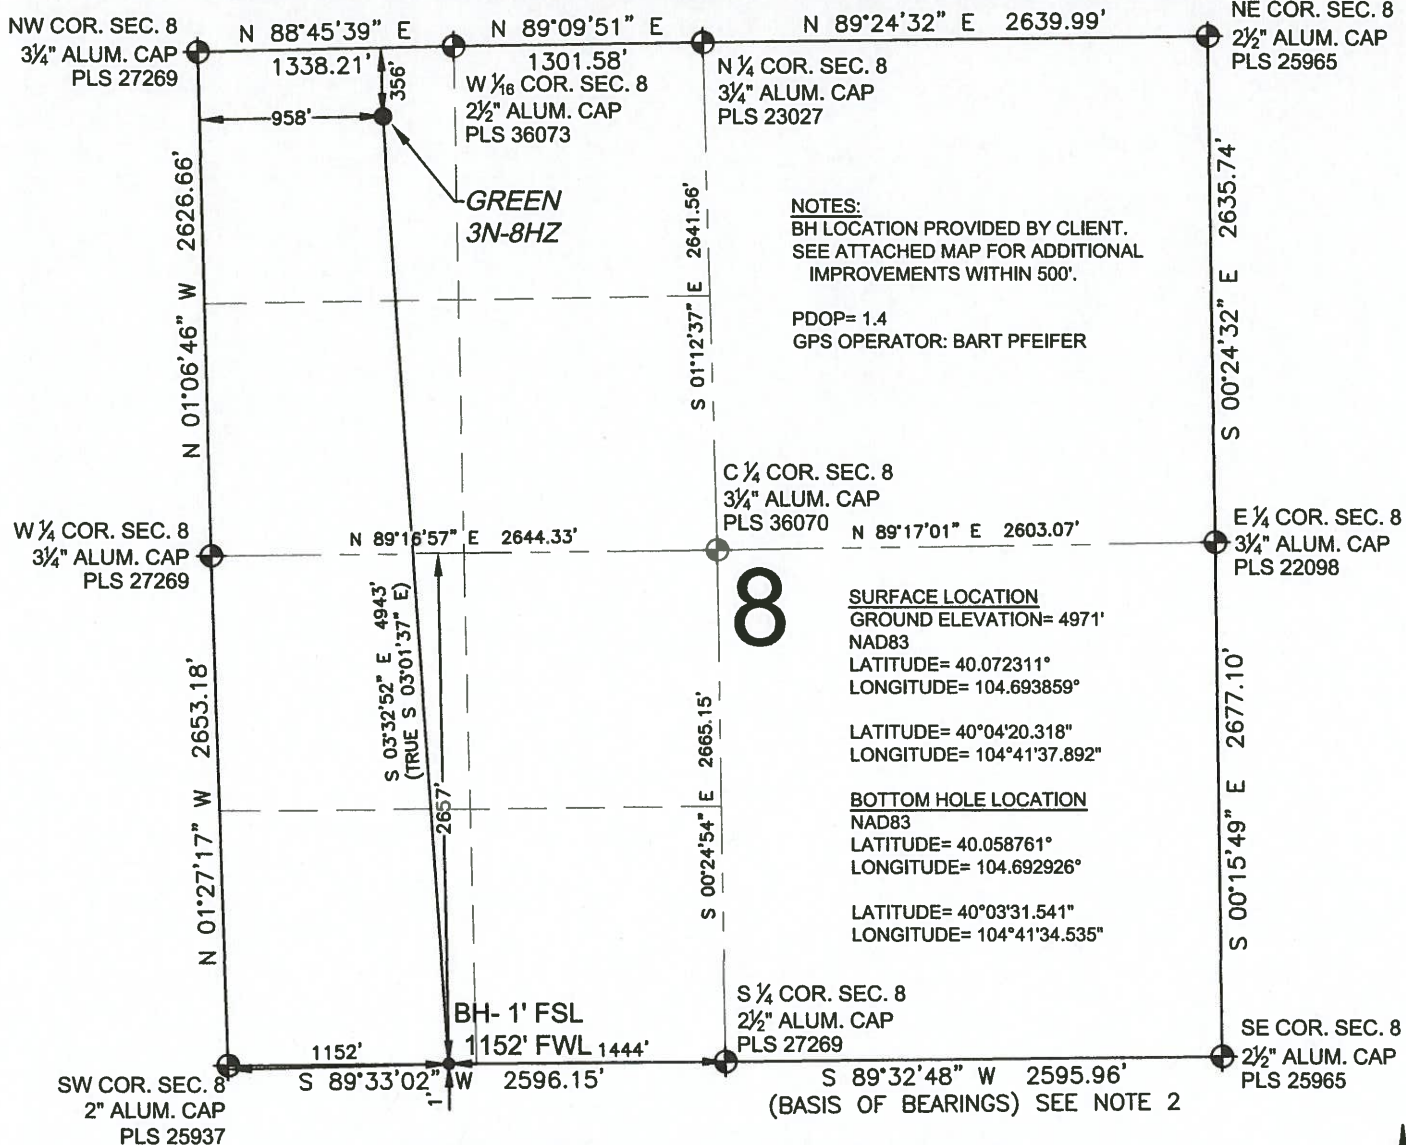 NW COR. SEC. 8
3¼" ALUM. CAP
PLS 27269
N 88°45'39" E
1338.21'
N 89°09'51" E
1301.58'
N 89°24'32" E 2639.99'
NE COR. SEC. 8
2½" ALUM. CAP
PLS 25965
W 1⁄16 COR. SEC. 8
2½" ALUM. CAP
PLS 36073
N ¼ COR. SEC. 8
3¼" ALUM. CAP
PLS 23027
356'
958'
GREEN
3N-8HZ
N 01°06'46" W 2626.66'
S 01°12'37" E 2641.56'
S 00°24'32" E 2635.74'
NOTES:
BH LOCATION PROVIDED BY CLIENT.
SEE ATTACHED MAP FOR ADDITIONAL
IMPROVEMENTS WITHIN 500'.
PDOP= 1.4
GPS OPERATOR: BART PFEIFER
C ¼ COR. SEC. 8
3¼" ALUM. CAP
PLS 36070
W ¼ COR. SEC. 8
3¼" ALUM. CAP
PLS 27269
N 89°16'57" E 2644.33'
N 89°17'01" E 2603.07'
E ¼ COR. SEC. 8
3¼" ALUM. CAP
PLS 22098
8
S 03°32'52" E 4943'
(TRUE S 03°01'37" E)
2657'
N 01°27'17" W 2653.18'
S 00°24'54" E 2665.15'
S 00°15'49" E 2677.10'
SURFACE LOCATION
GROUND ELEVATION= 4971'
NAD83
LATITUDE= 40.072311°
LONGITUDE= 104.693859°
LATITUDE= 40°04'20.318"
LONGITUDE= 104°41'37.892"
BOTTOM HOLE LOCATION
NAD83
LATITUDE= 40.058761°
LONGITUDE= 104.692926°
LATITUDE= 40°03'31.541"
LONGITUDE= 104°41'34.535"
BH- 1' FSL
1152' FWL
1152'
1444'
S ¼ COR. SEC. 8
2½" ALUM. CAP
PLS 27269
SE COR. SEC. 8
2½" ALUM. CAP
PLS 25965
SW COR. SEC. 8
2" ALUM. CAP
PLS 25937
S 89°33'02" W 2596.15'
1'
S 89°32'48" W 2595.96'
(BASIS OF BEARINGS) SEE NOTE 2